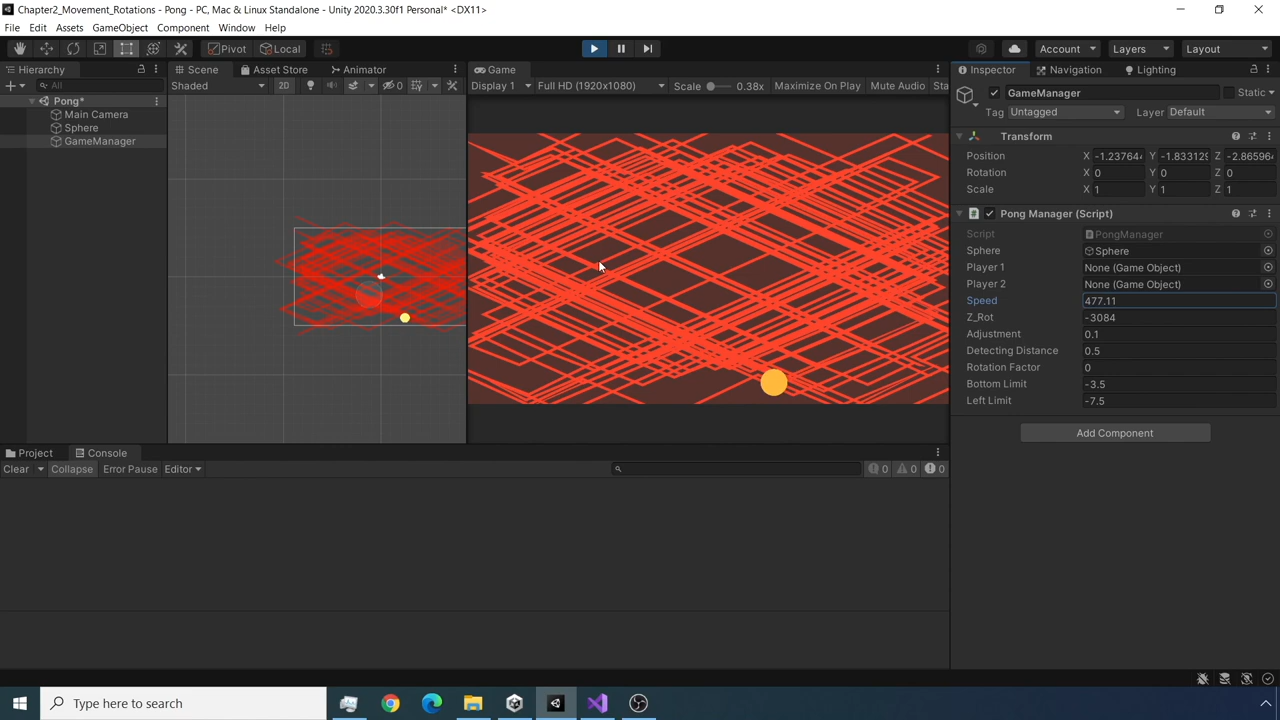 Chapter2_Movement_Rotations - Pong - PC, Mac & Linux Standalone - Unity 2020.3.30f1 Personal* <DX11>
File Edit Assets GameObject Component Window Help
Pivot Local Account Layers Layout
Hierarchy Scene Asset Store Animator Game Inspector Navigation Lighting
All Shaded 2D 0 Display 1 Full HD (1920x1080) Scale 0.38x Maximize On Play Mute Audio Sta
GameManager Static
Pong*
Main Camera
Sphere
GameManager
Tag Untagged Layer Default
Transform
Position X -1.23764 Y -1.83312 Z -2.86596
Rotation X 0 Y 0 Z 0
Scale X 1 Y 1 Z 1
Pong Manager (Script)
Script PongManager
Sphere Sphere
Player 1 None (Game Object)
Player 2 None (Game Object)
Speed 477.11
Z_Rot -3084
Adjustment 0.1
Detecting Distance 0.5
Rotation Factor 0
Bottom Limit -3.5
Left Limit -7.5
Add Component
Project Console
Clear Collapse Error Pause Editor 0 0 0
Type here to search